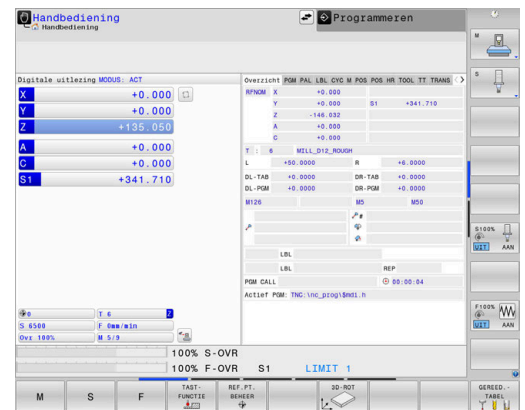 Handbediening
Programmeren
Handbediening
Digitale uitlezing MODUS: ACT
X +0.000
Y +0.000
Z +135.050
A +0.000
C +0.000
S1 +341.710
Overzicht PGM PAL LBL CYC M POS POS HR TOOL TT TRANS
RFNOM X +0.000
Y +0.000 S1 +341.710
Z -146.032
A +0.000
C +0.000
T : 6 MILL_D12_ROUGH
L +50.0000 R +6.0000
DL-TAB +0.0000 DR-TAB +0.0000
DL-PGM +0.0000 DR-PGM +0.0000
M126 M5 M50
LBL
LBL REP
PGM CALL 00:00:04
Actief PGM: TNC:\nc_prog\$mdi.h
0 T 6 Z
S 6500 F 0mm/min
Ovr 100% M 5/9
100% S-OVR
100% F-OVR S1 LIMIT 1
M
S
S100%
UIT AAN
F100%
UIT AAN
M S F TAST-FUNCTIE REF.PT. BEHEER 3D-ROT GEREED.-TABEL